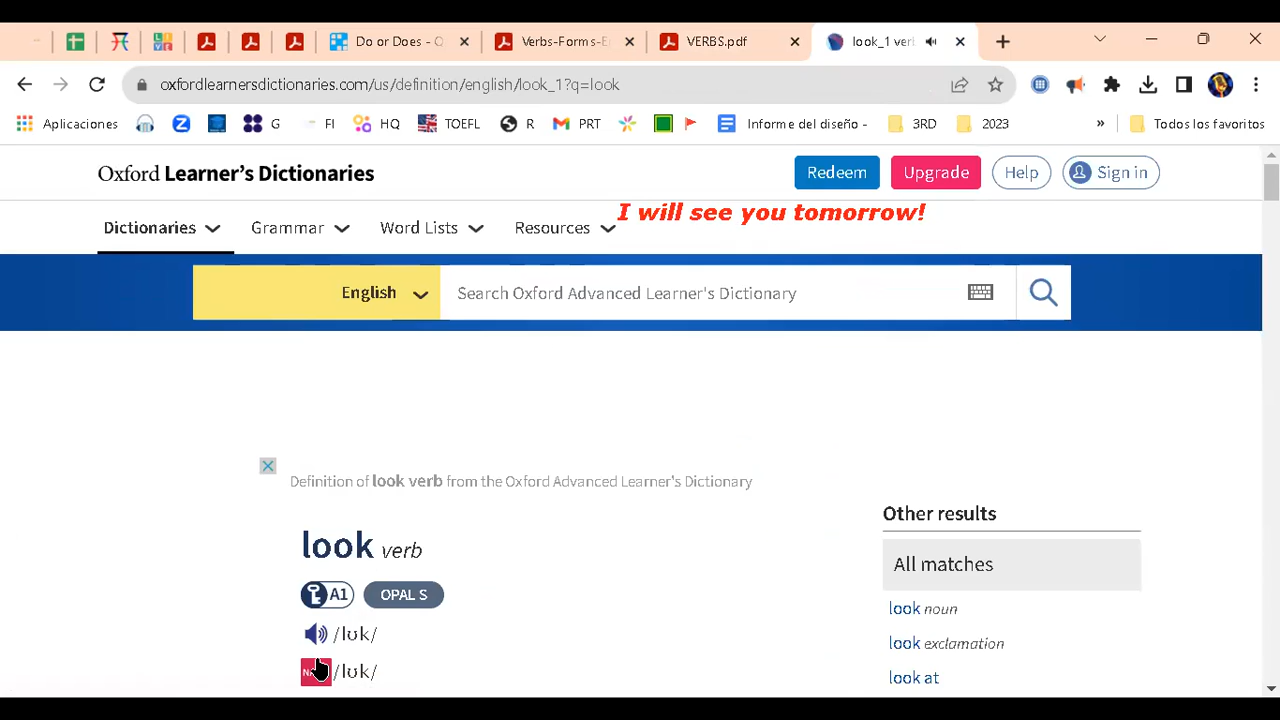 Do or Does - Q
Verbs-Forms-E
VERBS.pdf
look_1 ver
oxfordlearnersdictionaries.com/us/definition/english/look_1?q=look
Aplicaciones G FI HQ TOEFL R PRT Informe del diseño - 3RD 2023 » Todos los favoritos
Oxford Learner's Dictionaries
Redeem Upgrade Help Sign in
I will see you tomorrow!
Dictionaries Grammar Word Lists Resources
English Search Oxford Advanced Learner's Dictionary
Definition of look verb from the Oxford Advanced Learner's Dictionary
look verb
A1 OPAL S
/lʊk/
/lʊk/
Other results
All matches
look noun
look exclamation
look at